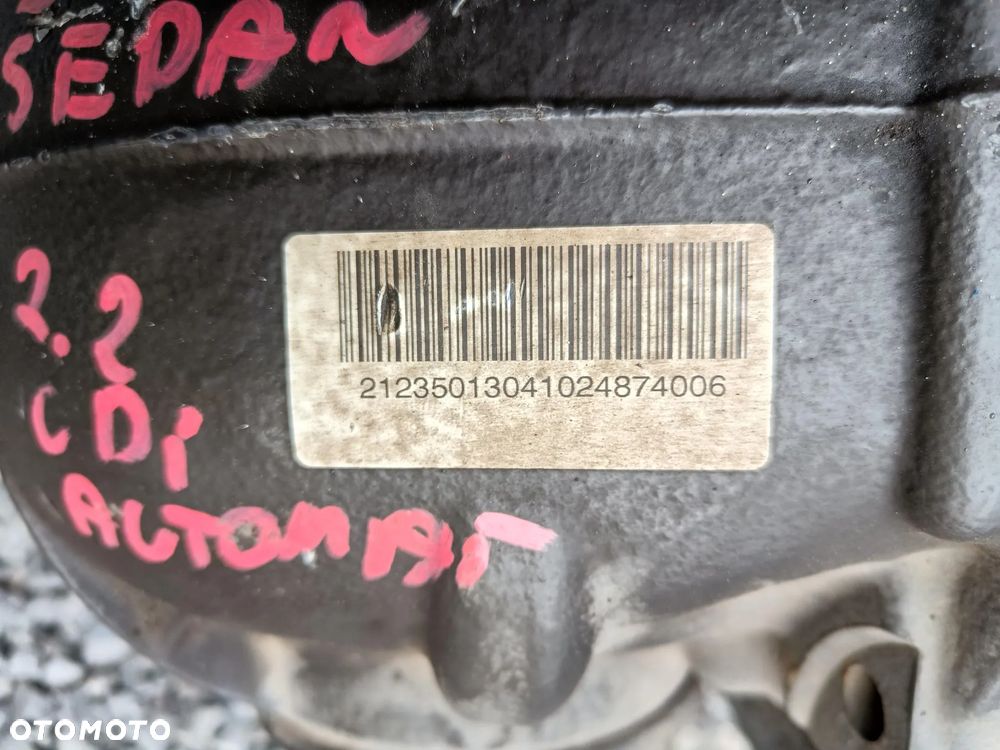 SEDAN
2.2
CDi
AUTOMAT
21235013041024874006
OTOMOTO